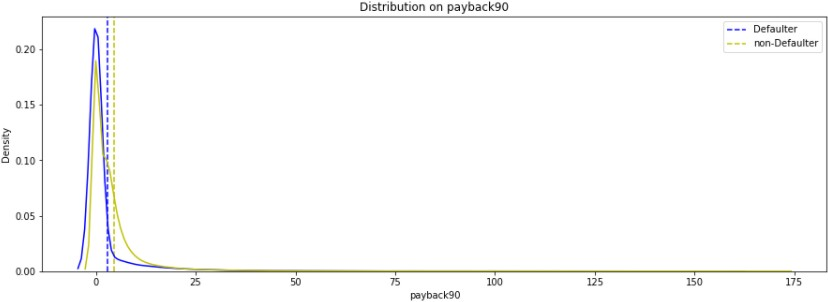 Distribution on payback90
Defaulter
non-Defaulter
Density
0.20
0.15
0.10
0.05
0.00
0 25 50 75 100 125 150 175
payback90